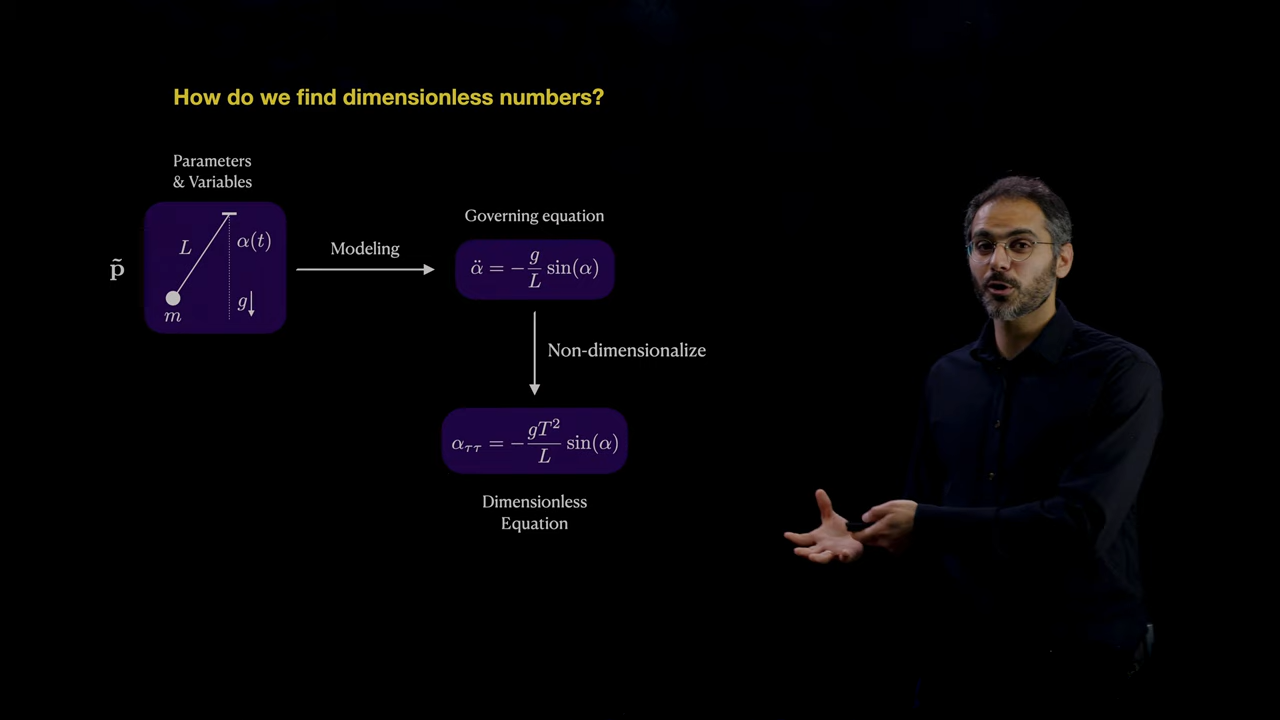 How do we find dimensionless numbers?
Parameters
& Variables
p̃
L
α(t)
g↓
m
Modeling
Governing equation
α̈ = −g/L sin(α)
Non-dimensionalize
α_ττ = −gT²/L sin(α)
Dimensionless
Equation